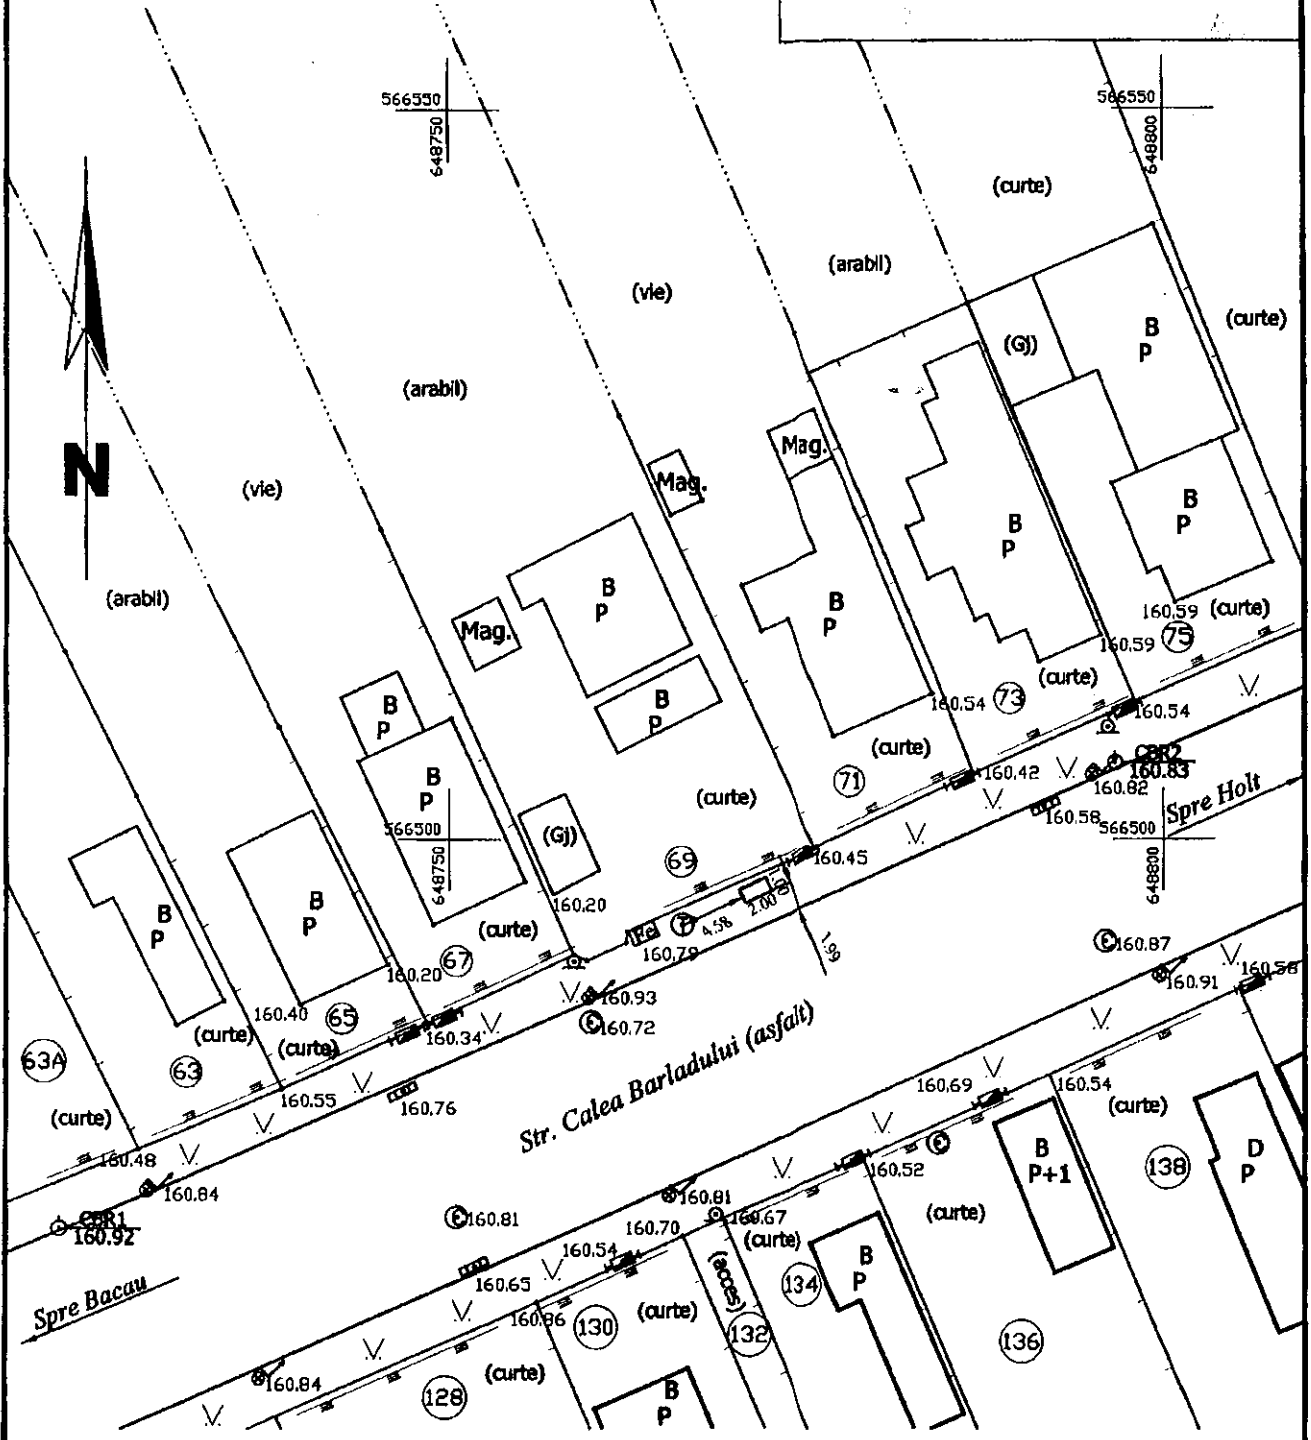 566550
648750
566550
648800
(curte)
(arabil)
(vie)
(curte)
B
P
(Gj)
(arabil)
Mag.
N
(vie)
Mag.
B
P
B
P
(arabil)
B
P
Mag.
B
P
160.59
(curte)
75
160.59
(curte)
73
160.54
160.54
B
P
B
P
(curte)
71
160.42
CBR2
160.83
160.82
Spre Holt
160.58
566500
648800
B
P
566500
648750
(Gj)
(curte)
69
160.45
160.20
2.00
4.58
1.99
Fe
T
160.79
B
P
B
P
(curte)
67
160.20
160.87
160.91
160.58
160.40
65
(curte)
(curte)
160.34
160.93
160.72
63A
63
160.55
160.76
Str. Calea Barladului (asfalt)
160.69
160.54
(curte)
(curte)
160.48
160.84
160.52
B
P+1
138
D
P
CBR1
160.92
160.81
160.81
160.67
160.70
(curte)
(curte)
160.54
B
P
(acces)
134
Spre Bacau
160.65
160.86
130
(curte)
132
136
(curte)
160.84
128
B
P